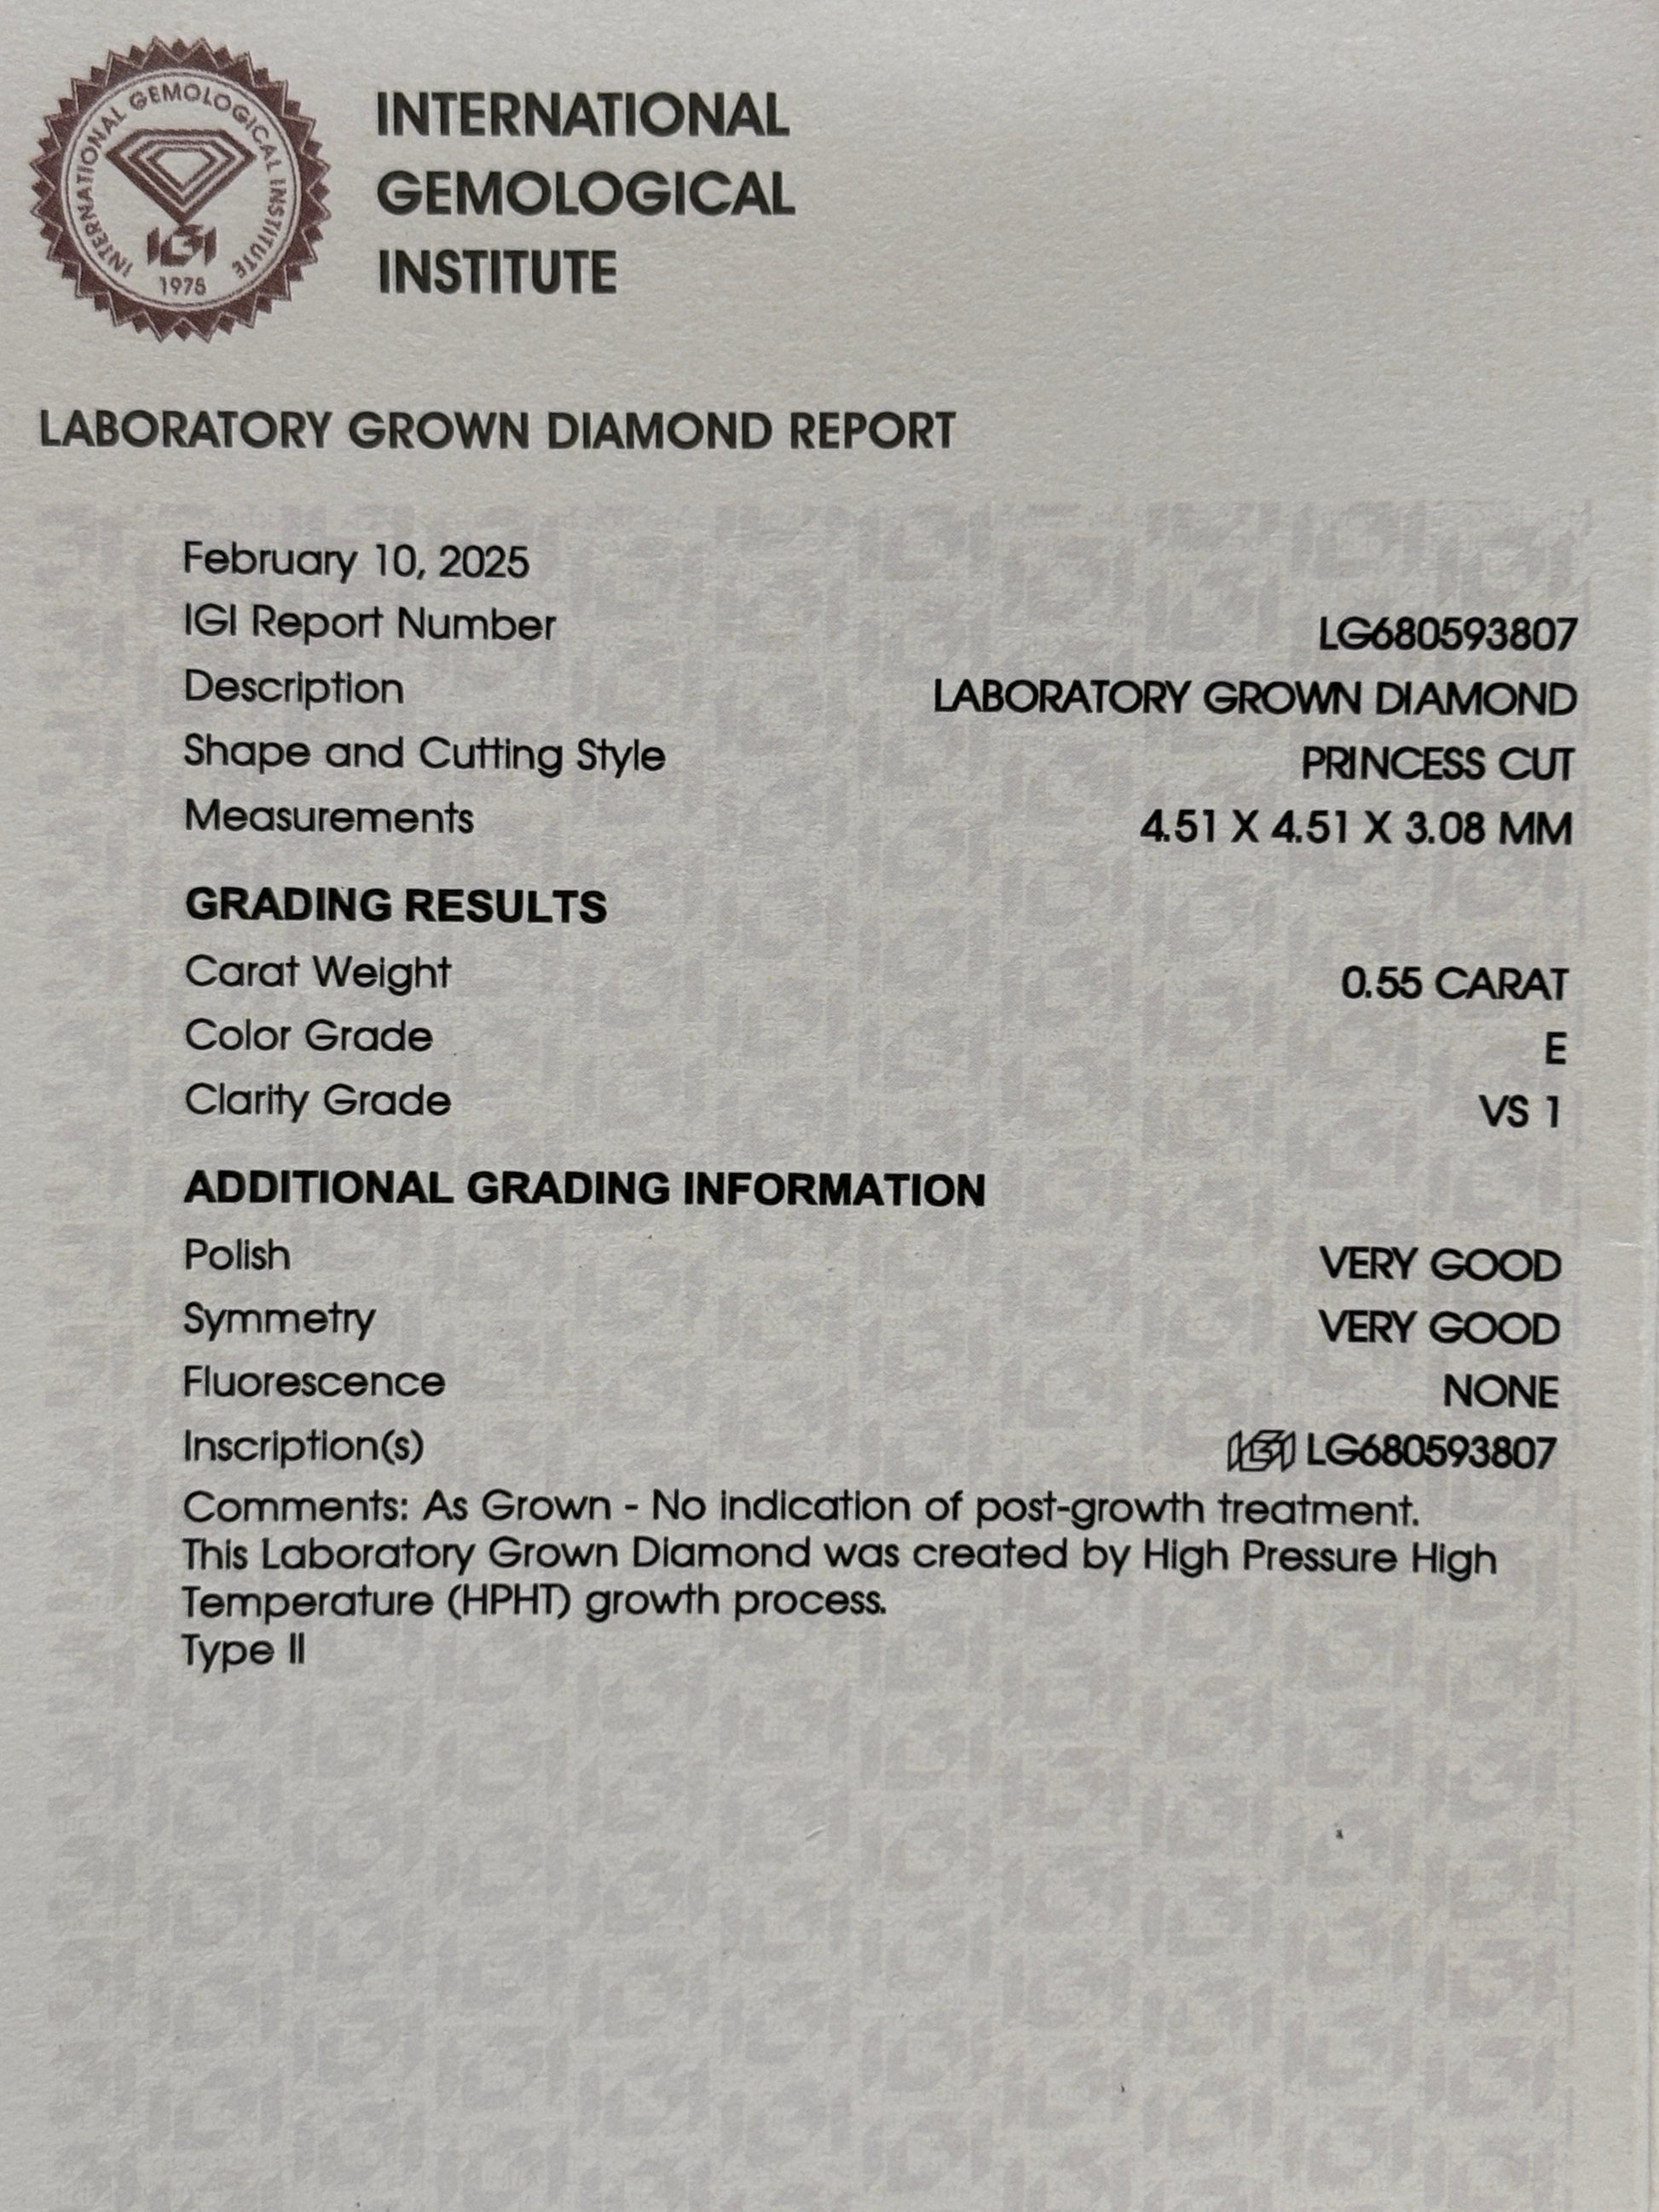 INTERNATIONAL GEMOLOGICAL INSTITUTE
IGI
1975
INTERNATIONAL
GEMOLOGICAL
INSTITUTE
LABORATORY GROWN DIAMOND REPORT
February 10, 2025
IGI Report Number LG680593807
Description LABORATORY GROWN DIAMOND
Shape and Cutting Style PRINCESS CUT
Measurements 4.51 X 4.51 X 3.08 MM
GRADING RESULTS
Carat Weight 0.55 CARAT
Color Grade E
Clarity Grade VS 1
ADDITIONAL GRADING INFORMATION
Polish VERY GOOD
Symmetry VERY GOOD
Fluorescence NONE
Inscription(s) IGI LG680593807
Comments: As Grown - No indication of post-growth treatment.
This Laboratory Grown Diamond was created by High Pressure High
Temperature (HPHT) growth process.
Type II